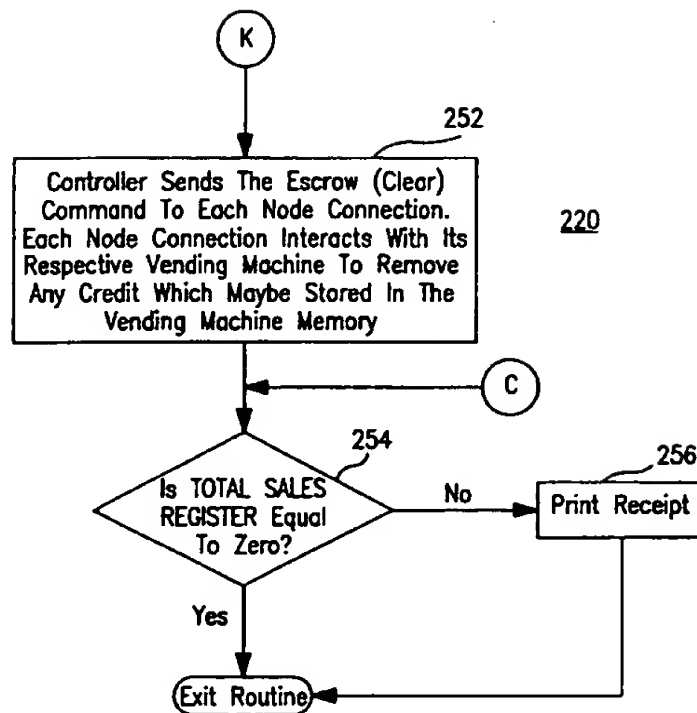 K
252
Controller Sends The Escrow (Clear)
Command To Each Node Connection.
Each Node Connection Interacts With Its
Respective Vending Machine To Remove
Any Credit Which Maybe Stored In The
Vending Machine Memory
220
C
254
Is TOTAL SALES
REGISTER Equal
To Zero?
No
256
Print Receipt
Yes
Exit Routine